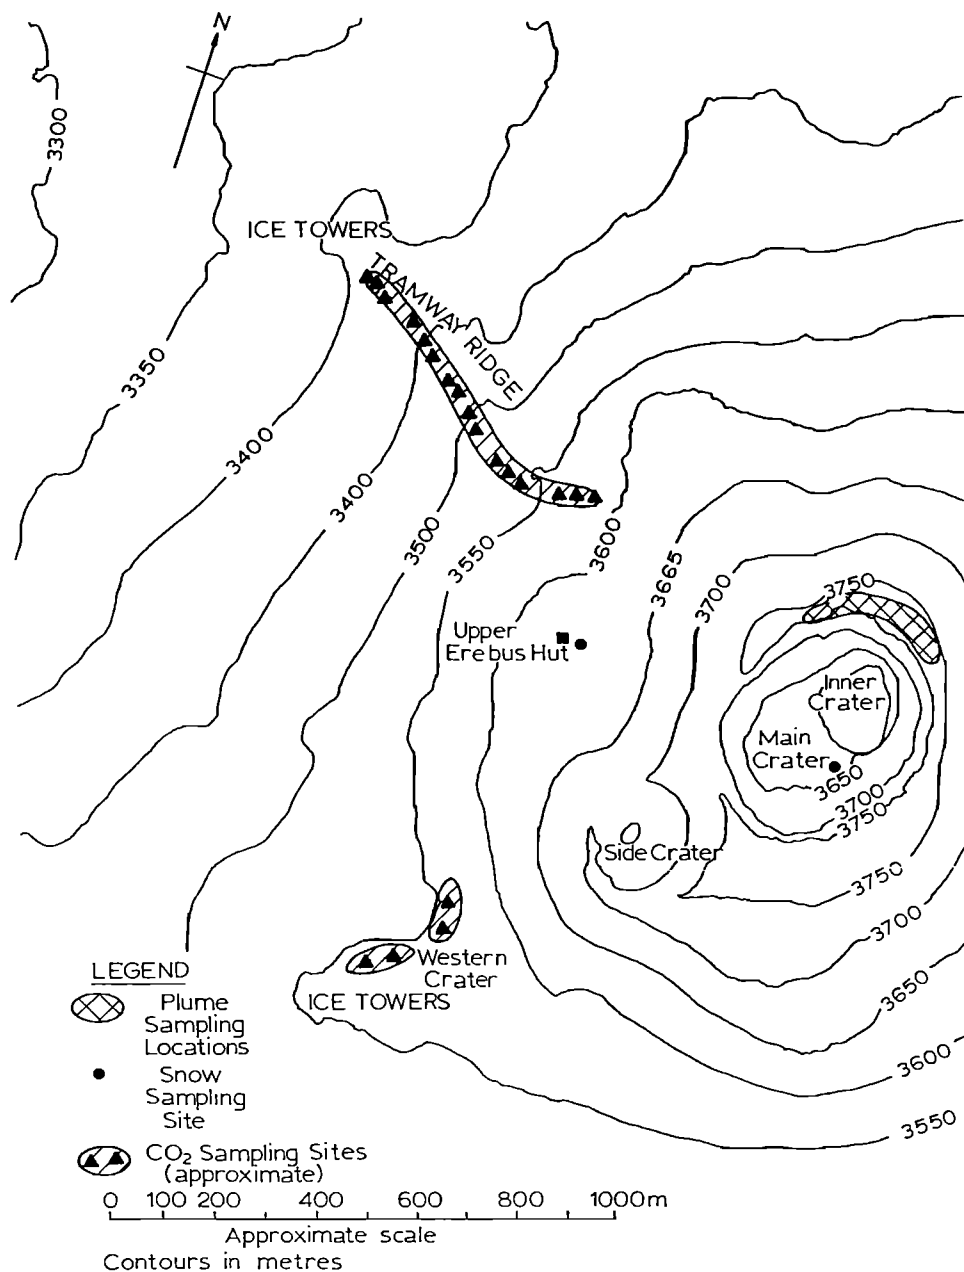 N
3300
ICE TOWERS
TRAMWAY RIDGE
3350
3400
3400
3500
3550
3600
3665
3700
3750
Upper
Erebus Hut
Inner
Crater
Main
Crater
3650
3700
3750
Side Crater
3750
3700
3650
3600
3550
Western
Crater
ICE TOWERS
LEGEND
Plume
Sampling
Locations
Snow
Sampling
Site
CO₂ Sampling Sites
(approximate)
0 100 200 400 600 800 1000m
Approximate scale
Contours in metres